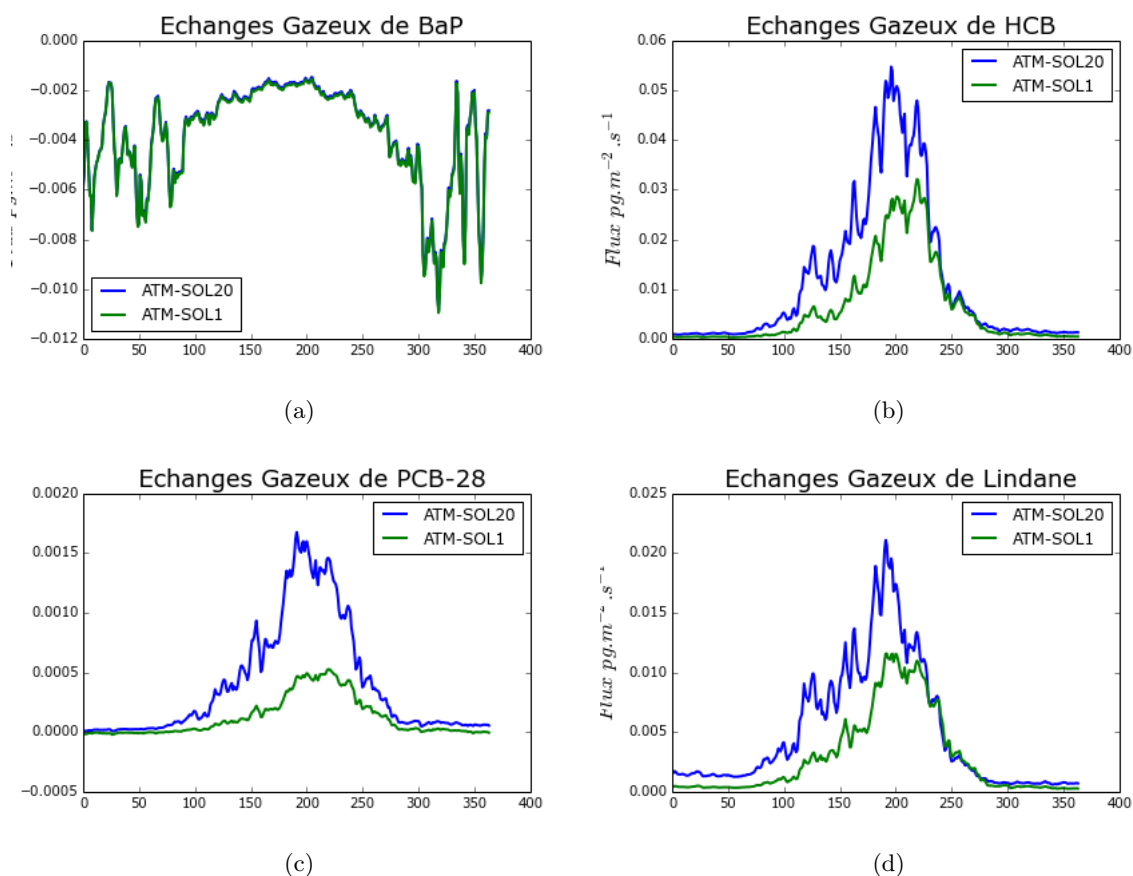 Echanges Gazeux de BaP
0.000
−0.002
−0.004
−0.006
−0.008
−0.010
−0.012
0 50 100 150 200 250 300 350 400
ATM-SOL20
ATM-SOL1
(a)
Echanges Gazeux de HCB
Flux pg.m⁻².s⁻¹
0.06
0.05
0.04
0.03
0.02
0.01
0.00
0 50 100 150 200 250 300 350 400
ATM-SOL20
ATM-SOL1
(b)
Echanges Gazeux de PCB-28
0.0020
0.0015
0.0010
0.0005
0.0000
−0.0005
0 50 100 150 200 250 300 350 400
ATM-SOL20
ATM-SOL1
(c)
Echanges Gazeux de Lindane
Flux pg.m⁻².s⁻¹
0.025
0.020
0.015
0.010
0.005
0.000
0 50 100 150 200 250 300 350 400
ATM-SOL20
ATM-SOL1
(d)